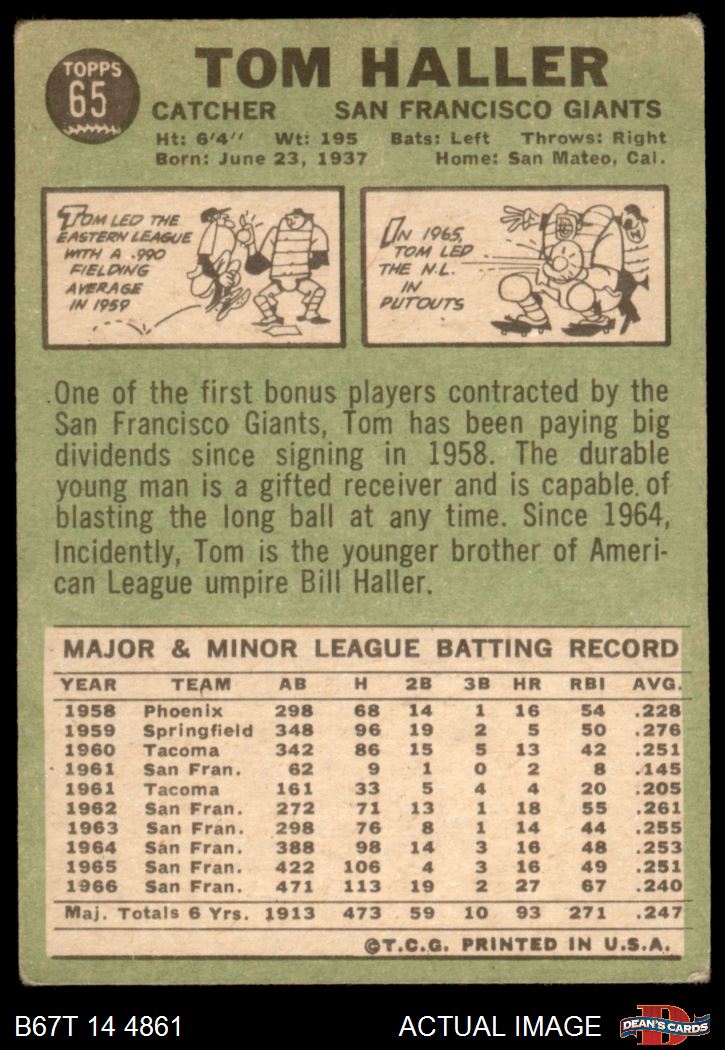 TOPPS
65
TOM HALLER
CATCHER SAN FRANCISCO GIANTS
Ht: 6'4'' Wt: 195 Bats: Left Throws: Right
Born: June 23, 1937 Home: San Mateo, Cal.
TOM LED THE
EASTERN LEAGUE
WITH A .990
FIELDING
AVERAGE
IN 1959
IN 1965,
TOM LED
THE N.L.
IN
PUTOUTS
One of the first bonus players contracted by the
San Francisco Giants, Tom has been paying big
dividends since signing in 1958. The durable
young man is a gifted receiver and is capable of
blasting the long ball at any time. Since 1964,
Incidently, Tom is the younger brother of Ameri-
can League umpire Bill Haller.
MAJOR & MINOR LEAGUE BATTING RECORD
YEAR TEAM AB H 2B 3B HR RBI AVG.
1958 Phoenix 298 68 14 1 16 54 .228
1959 Springfield 348 96 19 2 5 50 .276
1960 Tacoma 342 86 15 5 13 42 .251
1961 San Fran. 62 9 1 0 2 8 .145
1961 Tacoma 161 33 5 4 4 20 .205
1962 San Fran. 272 71 13 1 18 55 .261
1963 San Fran. 298 76 8 1 14 44 .255
1964 San Fran. 388 98 14 3 16 48 .253
1965 San Fran. 422 106 4 3 16 49 .251
1966 San Fran. 471 113 19 2 27 67 .240
Maj. Totals 6 Yrs. 1913 473 59 10 93 271 .247
©T.C.G. PRINTED IN U.S.A.
B67T 14 4861 ACTUAL IMAGE
D
DEAN'S CARDS